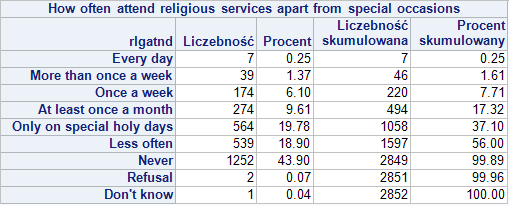 How often attend religious services apart from special occasions
rlgatnd Liczebność Procent Liczebność skumulowana Procent skumulowany
Every day 7 0.25 7 0.25
More than once a week 39 1.37 46 1.61
Once a week 174 6.10 220 7.71
At least once a month 274 9.61 494 17.32
Only on special holy days 564 19.78 1058 37.10
Less often 539 18.90 1597 56.00
Never 1252 43.90 2849 99.89
Refusal 2 0.07 2851 99.96
Don't know 1 0.04 2852 100.00